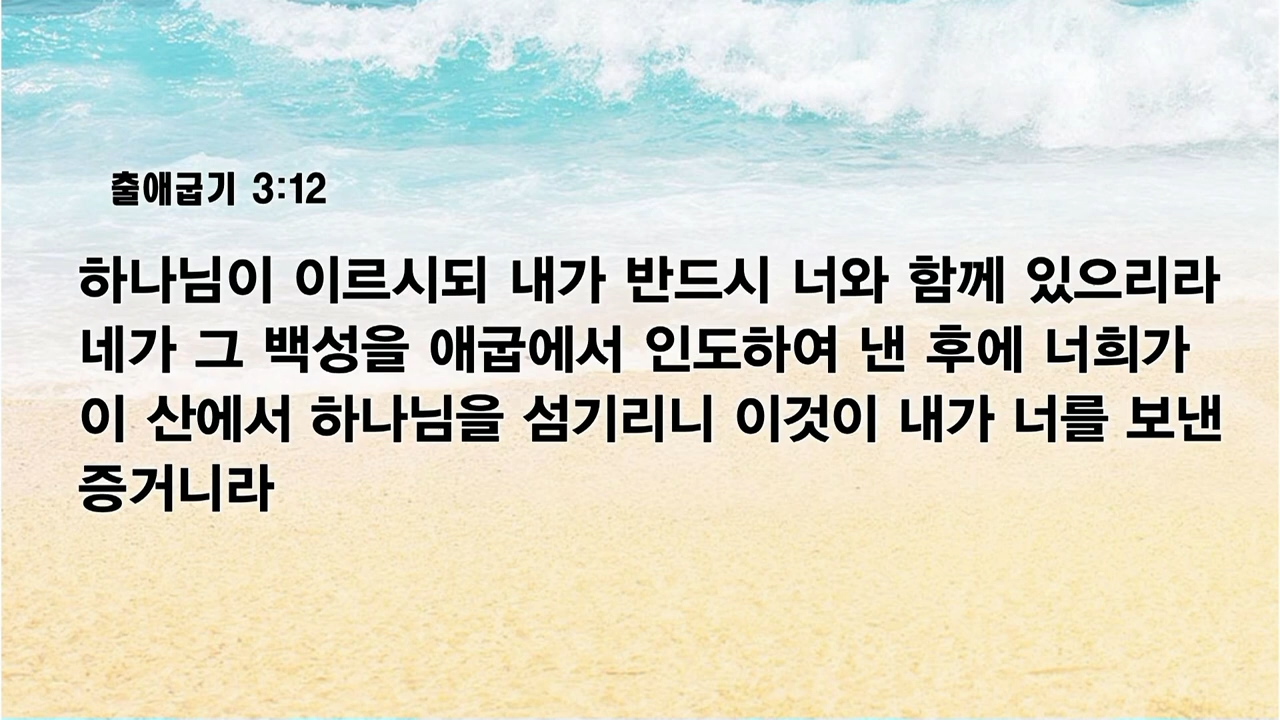 출애굽기 3:12
하나님이 이르시되 내가 반드시 너와 함께 있으리라
네가 그 백성을 애굽에서 인도하여 낸 후에 너희가
이 산에서 하나님을 섬기리니 이것이 내가 너를 보낸
증거니라